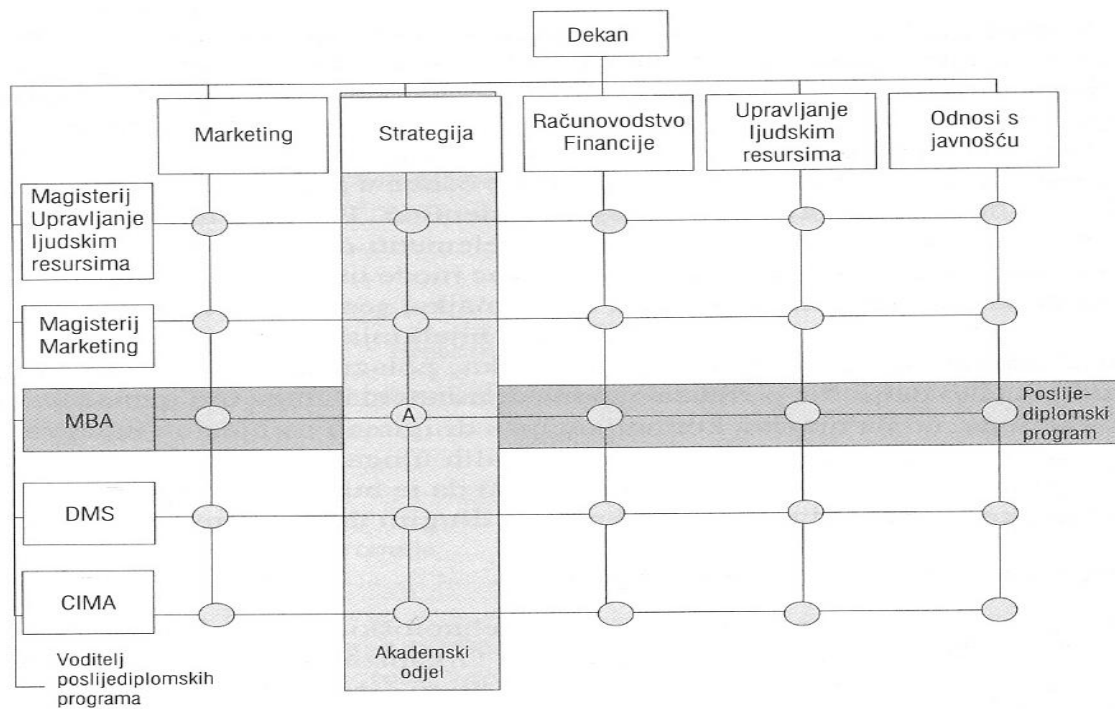 Dekan
Marketing
Strategija
Računovodstvo
Financije
Upravljanje
ljudskim
resursima
Odnosi s
javnošću
Magisterij
Upravljanje
ljudskim
resursima
Magisterij
Marketing
MBA
A
Poslije-
diplomski
program
DMS
CIMA
Akademski
odjel
Voditelj
poslijediplomskih
programa